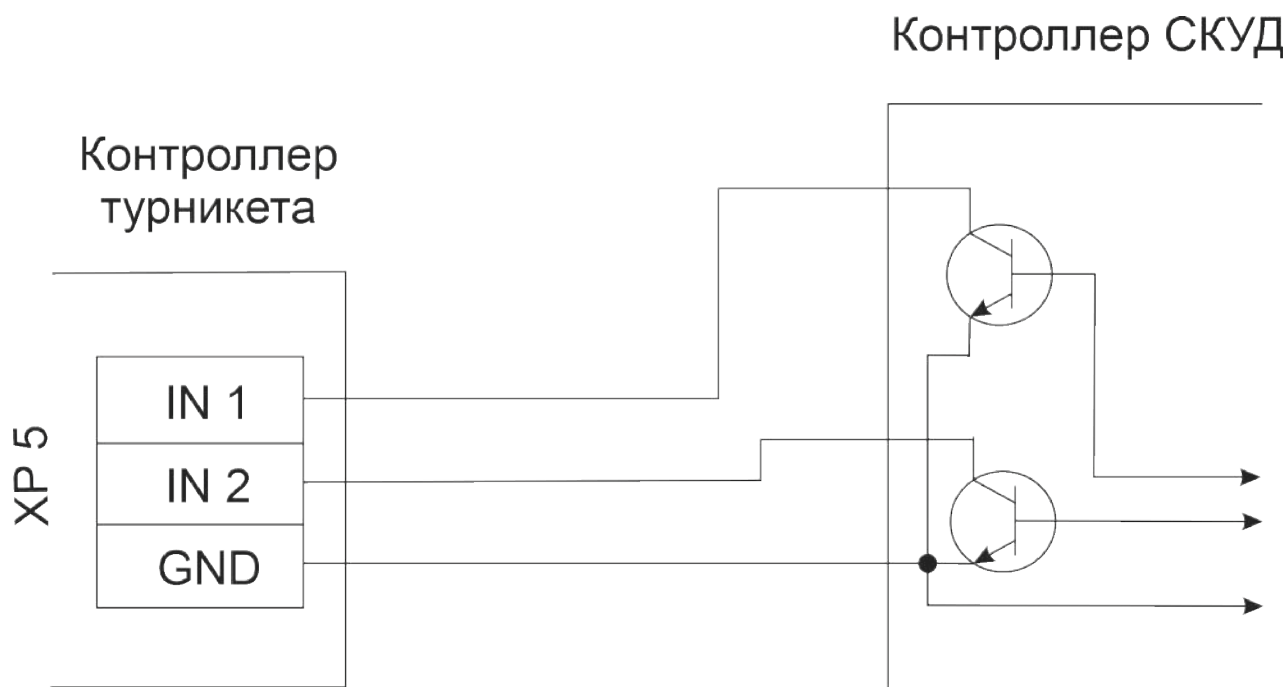 Контроллер СКУД
Контроллер
турникета
XP 5
IN 1
IN 2
GND